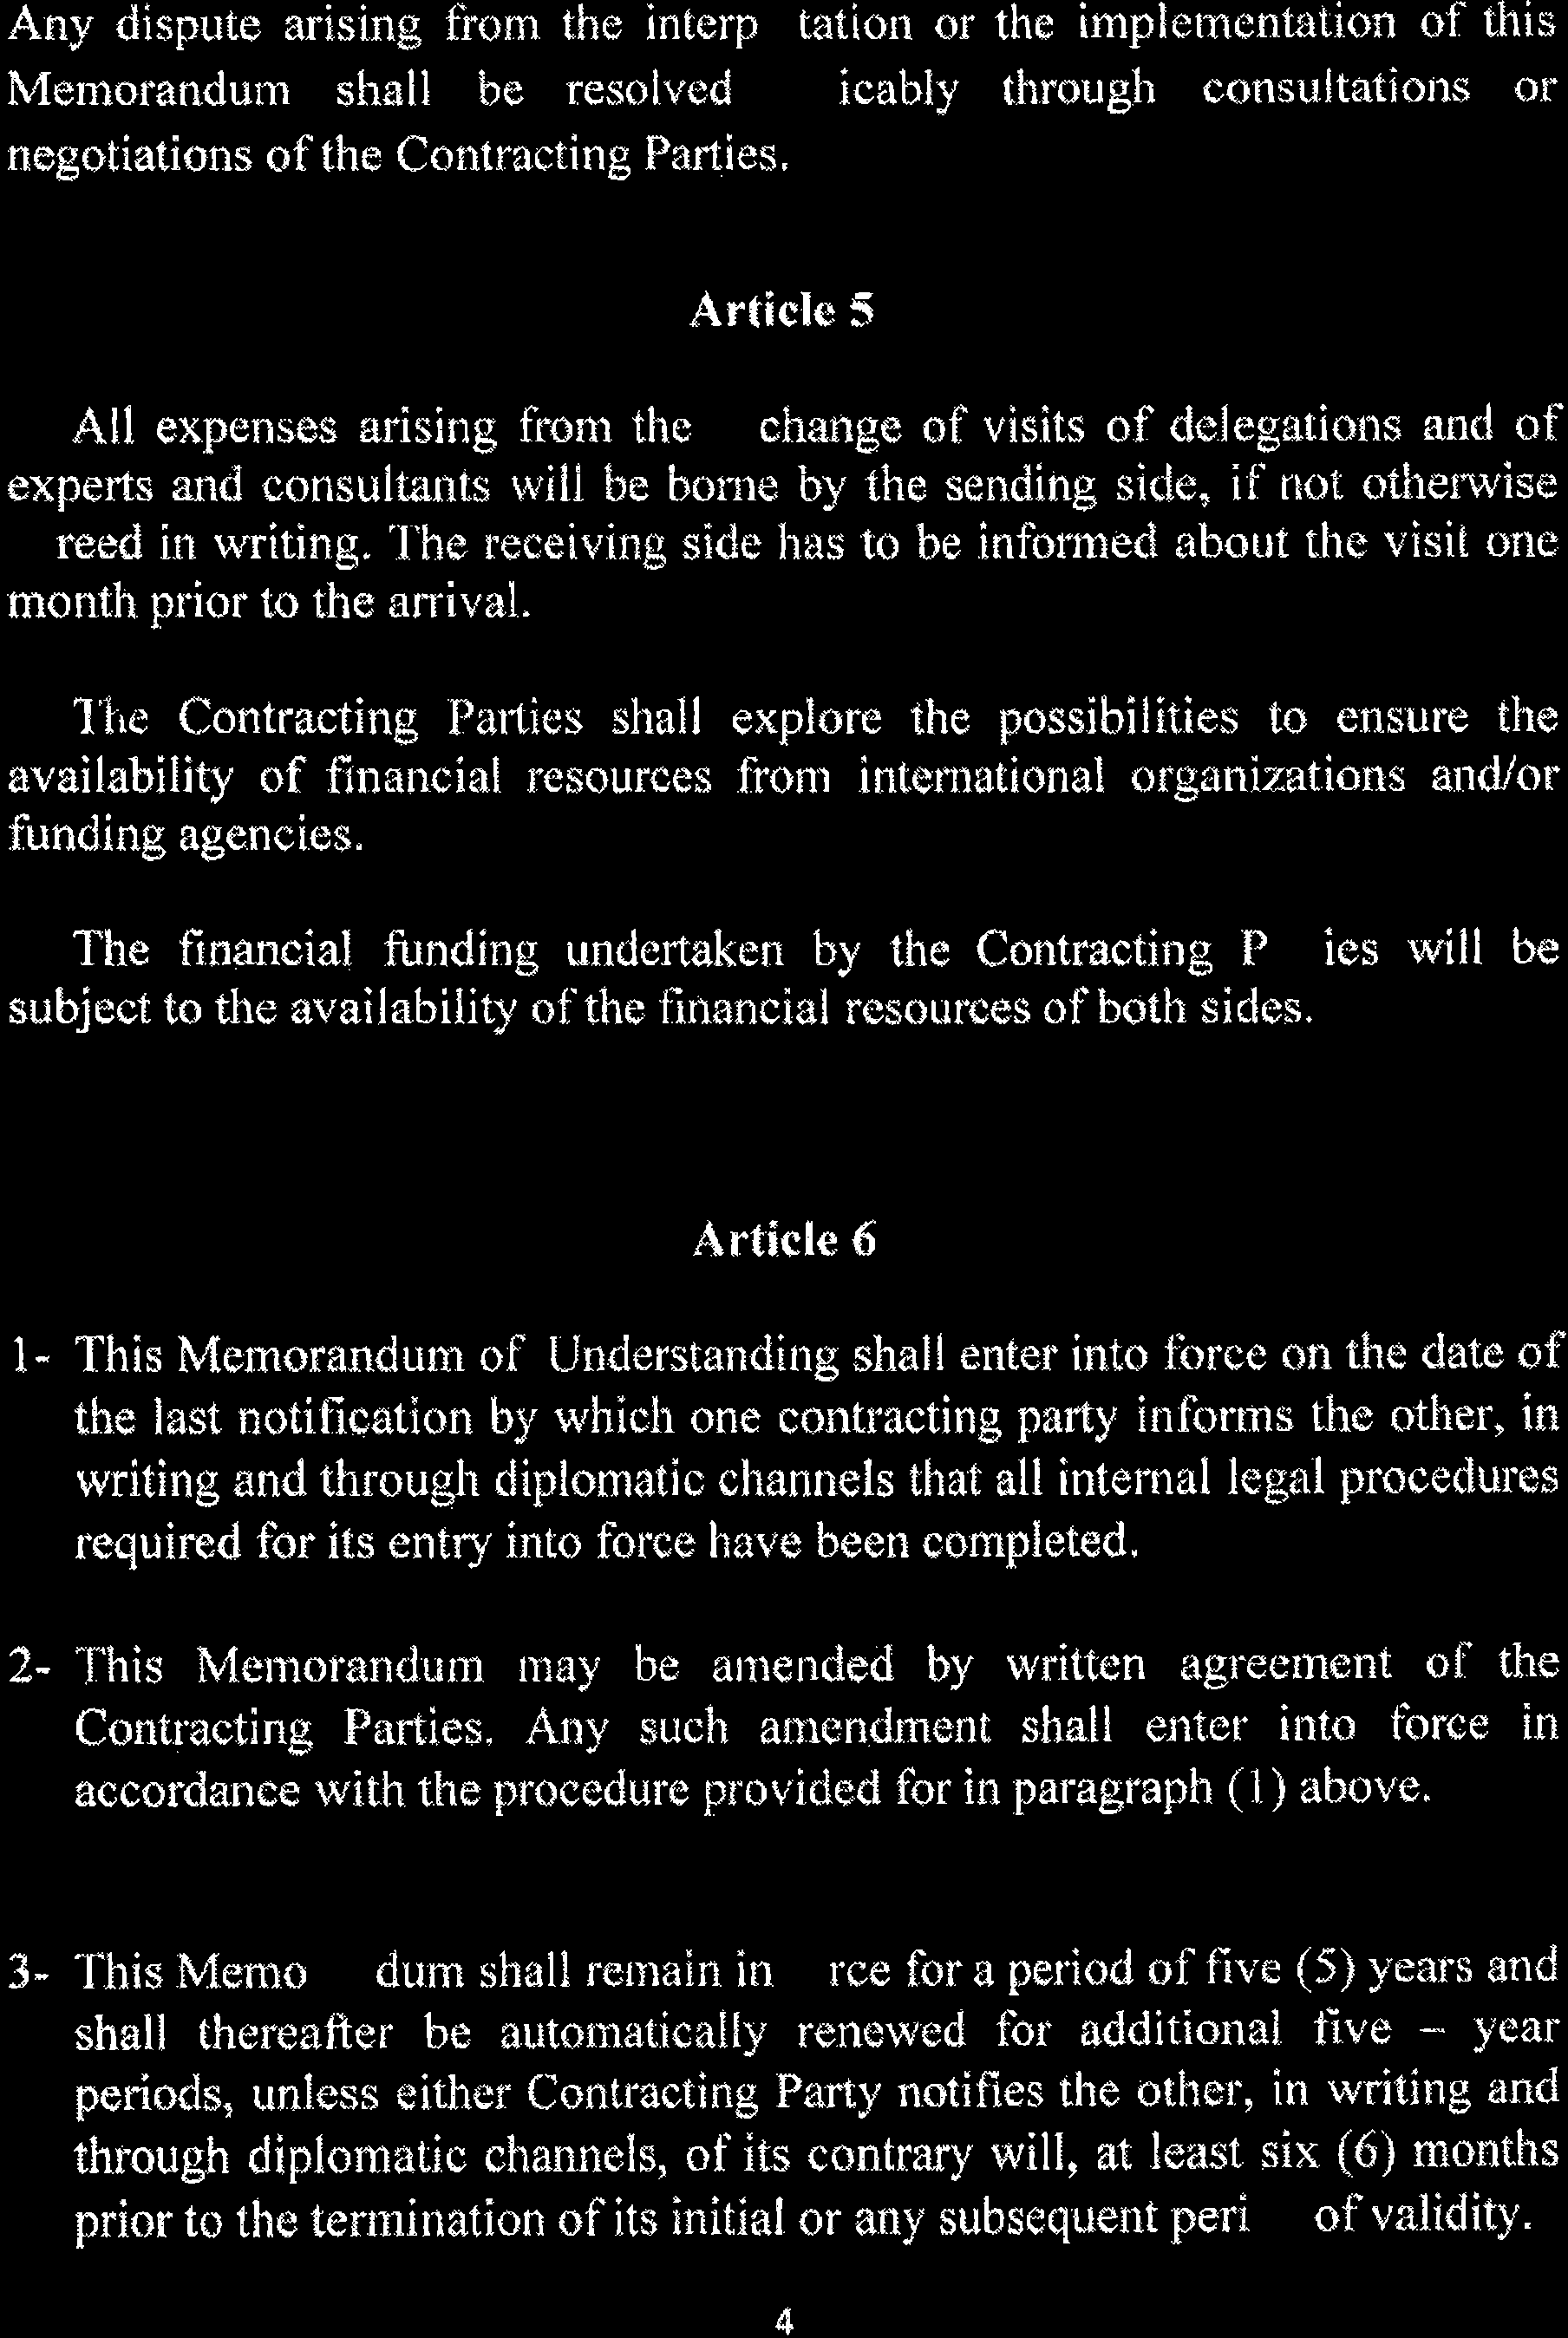 Any dispute arising from the interp tation or the implementation of this
Memorandum shall be resolved icably through consultations or
negotiations of the Contracting Parties.
Article 5
All expenses arising from the change of visits of delegations and of
experts and consultants will be borne by the sending side, if not otherwise
reed in writing. The receiving side has to be informed about the visit one
month prior to the arrival.
The Contracting Parties shall explore the possibilities to ensure the
availability of financial resources from international organizations and/or
funding agencies.
The financial funding undertaken by the Contracting P ies will be
subject to the availability of the financial resources of both sides.
Article 6
1- This Memorandum of Understanding shall enter into force on the date of
the last notification by which one contracting party informs the other, in
writing and through diplomatic channels that all internal legal procedures
required for its entry into force have been completed.
2- This Memorandum may be amended by written agreement of the
Contracting Parties. Any such amendment shall enter into force in
accordance with the procedure provided for in paragraph (1) above.
3- This Memo dum shall remain in rce for a period of five (5) years and
shall thereafter be automatically renewed for additional five – year
periods, unless either Contracting Party notifies the other, in writing and
through diplomatic channels, of its contrary will, at least six (6) months
prior to the termination of its initial or any subsequent peri of validity.
4